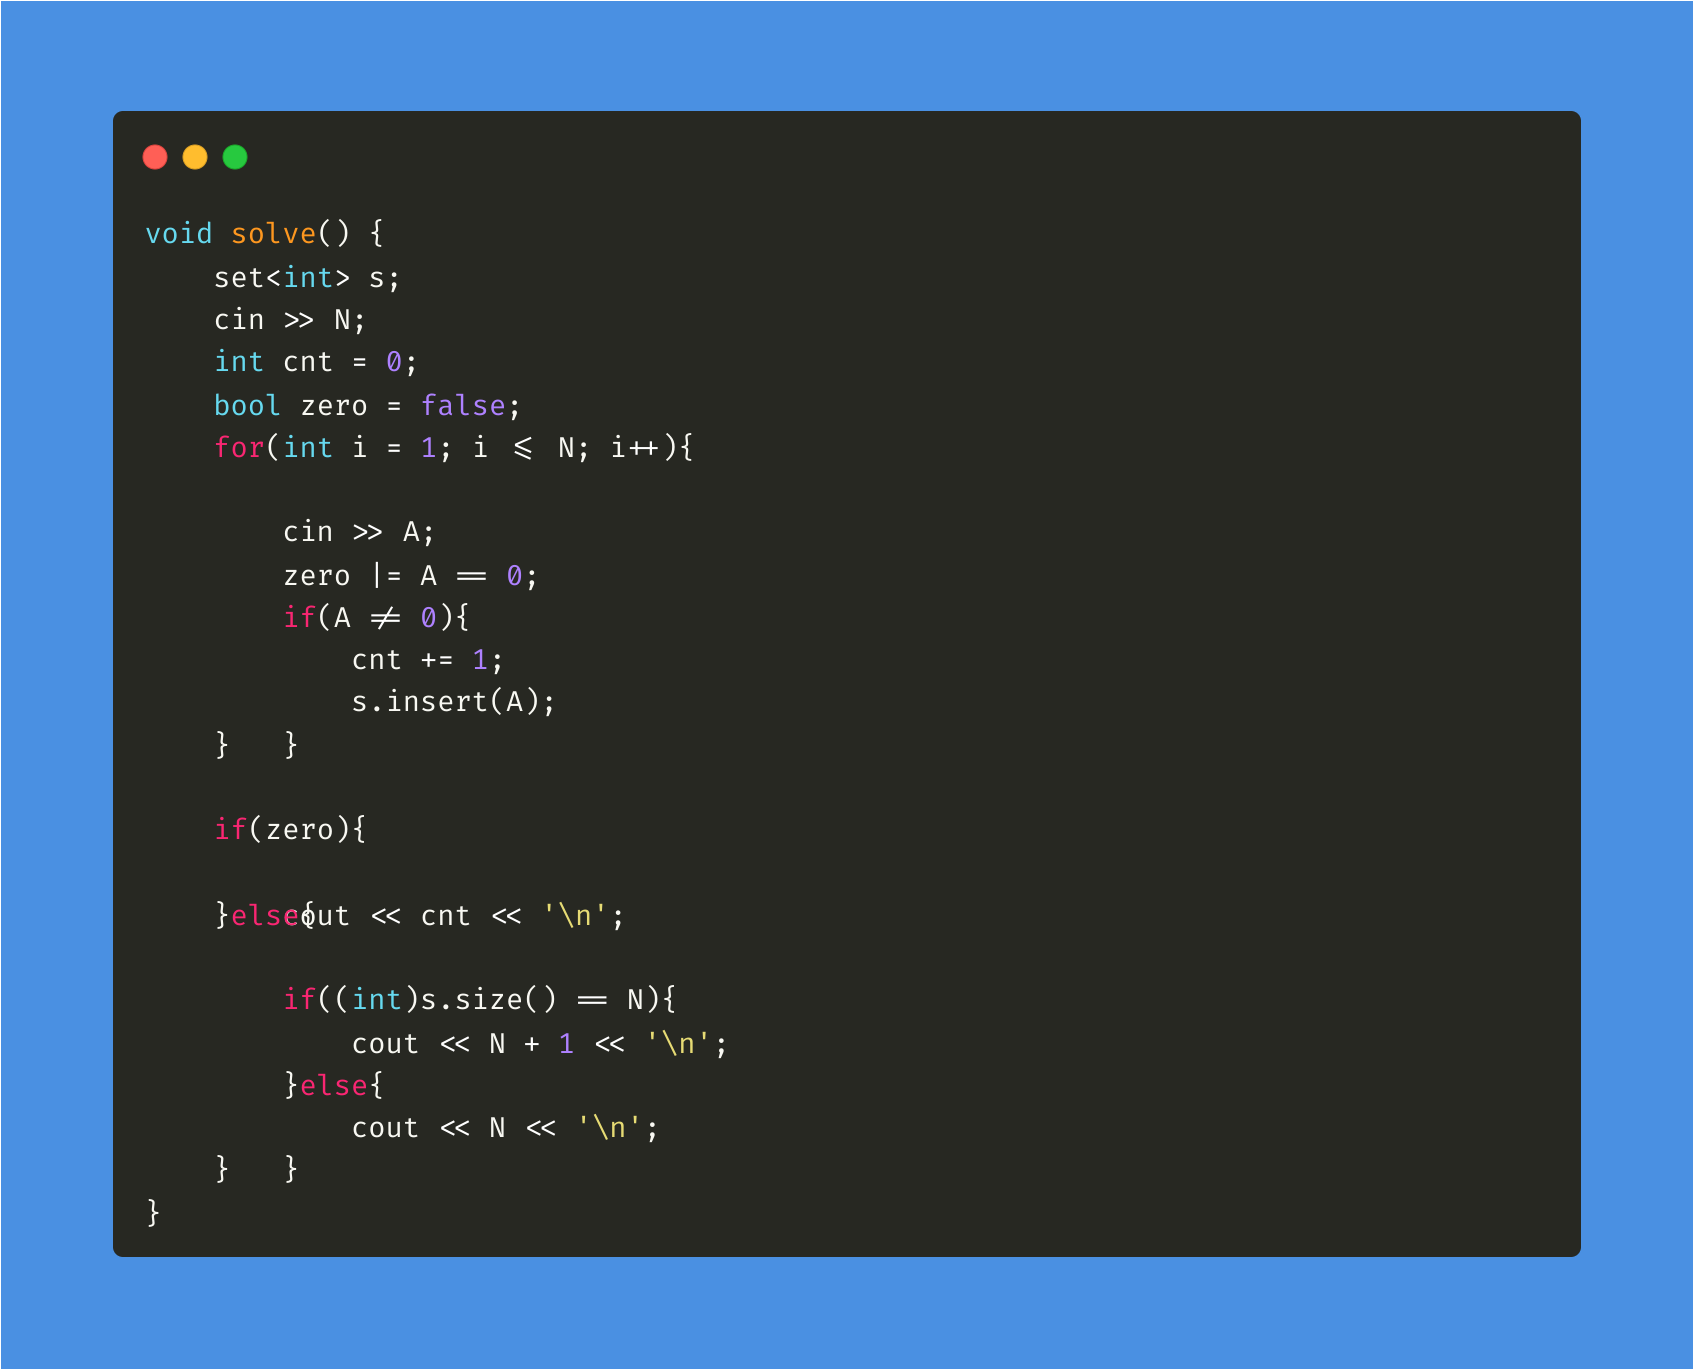 void solve() {
    set<int> s;
    cin >> N;
    int cnt = 0;
    bool zero = false;
    for(int i = 1; i <= N; i++){
        cin >> A;
        zero |= A == 0;
        if(A != 0){
            cnt += 1;
            s.insert(A);
    }   }
    if(zero){
    }else{
        cout << cnt << '\n';
        if((int)s.size() == N){
            cout << N + 1 << '\n';
        }else{
            cout << N << '\n';
    }   }
}